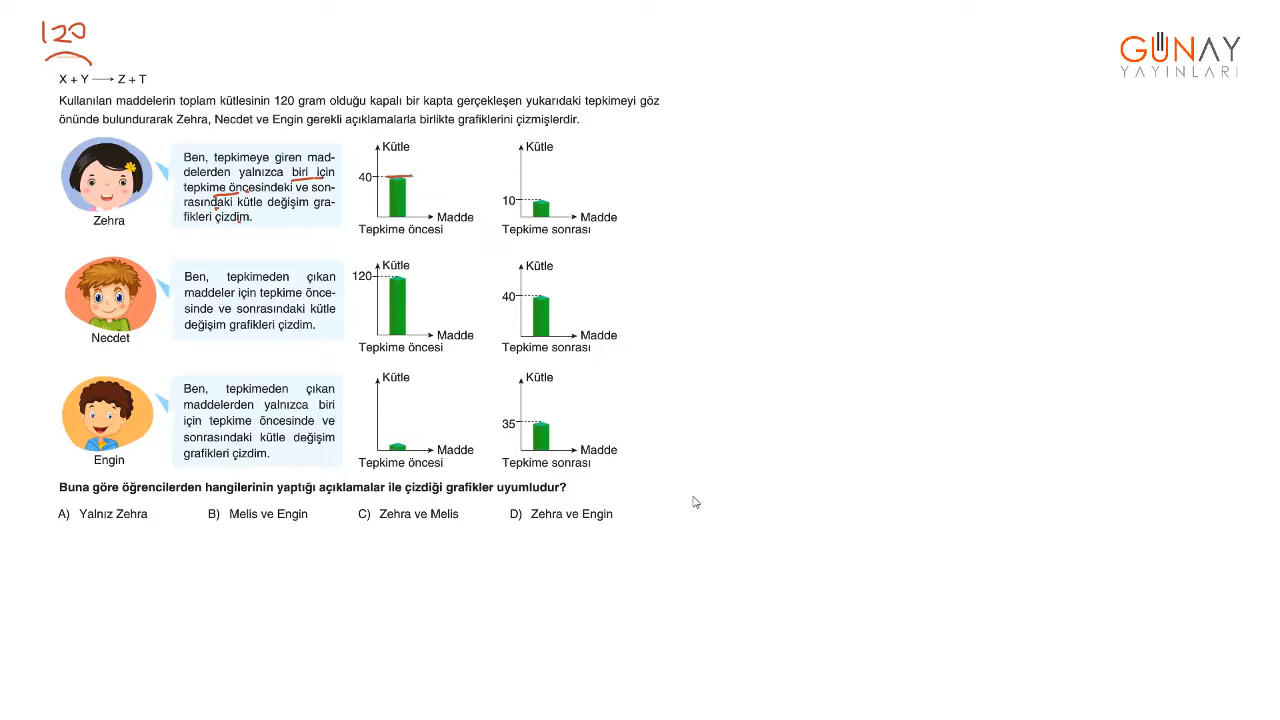 120
GÜNAY
YAYINLARI
X + Y ⟶ Z + T
Kullanılan maddelerin toplam kütlesinin 120 gram olduğu kapalı bir kapta gerçekleşen yukarıdaki tepkimeyi göz
önünde bulundurarak Zehra, Necdet ve Engin gerekli açıklamalarla birlikte grafiklerini çizmişlerdir.
Ben, tepkimeye giren mad-
delerden yalnızca biri için
tepkime öncesindeki ve son-
rasındaki kütle değişim gra-
fikleri çizdim.
Zehra
Kütle
40
Madde
Tepkime öncesi
Kütle
10
Madde
Tepkime sonrası
Ben, tepkimeden çıkan
maddeler için tepkime önce-
sinde ve sonrasındaki kütle
değişim grafikleri çizdim.
Necdet
Kütle
120
Madde
Tepkime öncesi
Kütle
40
Madde
Tepkime sonrası
Ben, tepkimeden çıkan
maddelerden yalnızca biri
için tepkime öncesinde ve
sonrasındaki kütle değişim
grafikleri çizdim.
Engin
Kütle
Madde
Tepkime öncesi
Kütle
35
Madde
Tepkime sonrası
Buna göre öğrencilerden hangilerinin yaptığı açıklamalar ile çizdiği grafikler uyumludur?
A) Yalnız Zehra B) Melis ve Engin C) Zehra ve Melis D) Zehra ve Engin